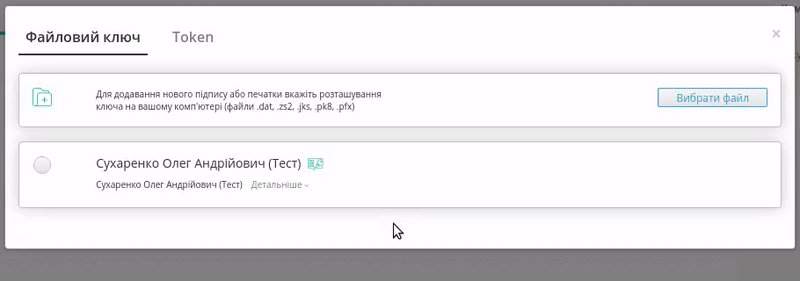 Файловий ключ Token ×
Для додавання нового підпису або печатки вкажіть розташування
ключа на вашому комп'ютері (файли .dat, .zs2, .jks, .pk8, .pfx)
Вибрати файл
Сухаренко Олег Андрійович (Тест)
Сухаренко Олег Андрійович (Тест) Детальніше